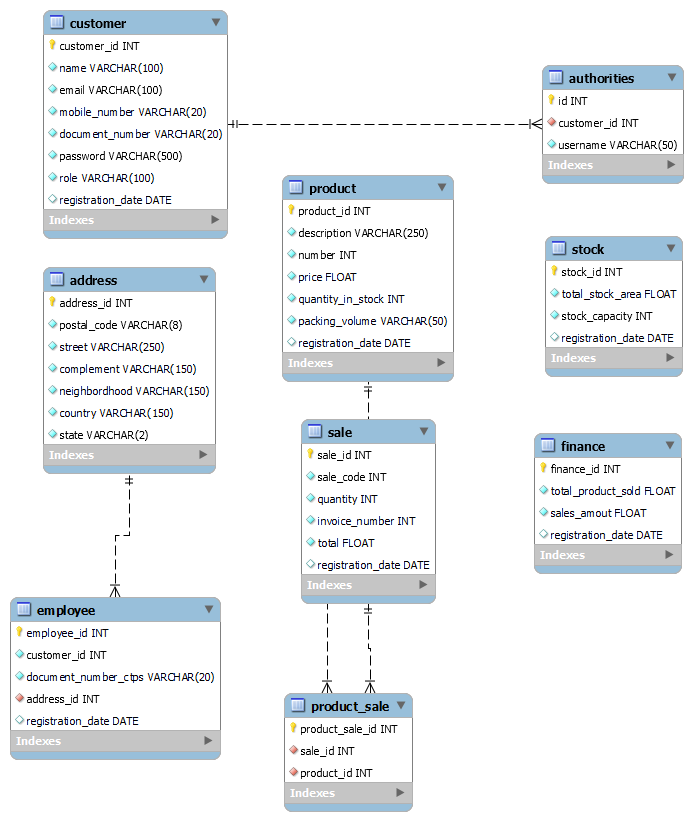 customer
customer_id INT
name VARCHAR(100)
email VARCHAR(100)
mobile_number VARCHAR(20)
document_number VARCHAR(20)
password VARCHAR(500)
role VARCHAR(100)
registration_date DATE
Indexes
authorities
id INT
customer_id INT
username VARCHAR(50)
Indexes
product
product_id INT
description VARCHAR(250)
number INT
price FLOAT
quantity_in_stock INT
packing_volume VARCHAR(50)
registration_date DATE
Indexes
stock
stock_id INT
total_stock_area FLOAT
stock_capacity INT
registration_date DATE
Indexes
address
address_id INT
postal_code VARCHAR(8)
street VARCHAR(250)
complement VARCHAR(150)
neighbordhood VARCHAR(150)
country VARCHAR(150)
state VARCHAR(2)
Indexes
sale
sale_id INT
sale_code INT
quantity INT
invoice_number INT
total FLOAT
registration_date DATE
Indexes
finance
finance_id INT
total_product_sold FLOAT
sales_amout FLOAT
registration_date DATE
Indexes
employee
employee_id INT
customer_id INT
document_number_ctps VARCHAR(20)
address_id INT
registration_date DATE
Indexes
product_sale
product_sale_id INT
sale_id INT
product_id INT
Indexes